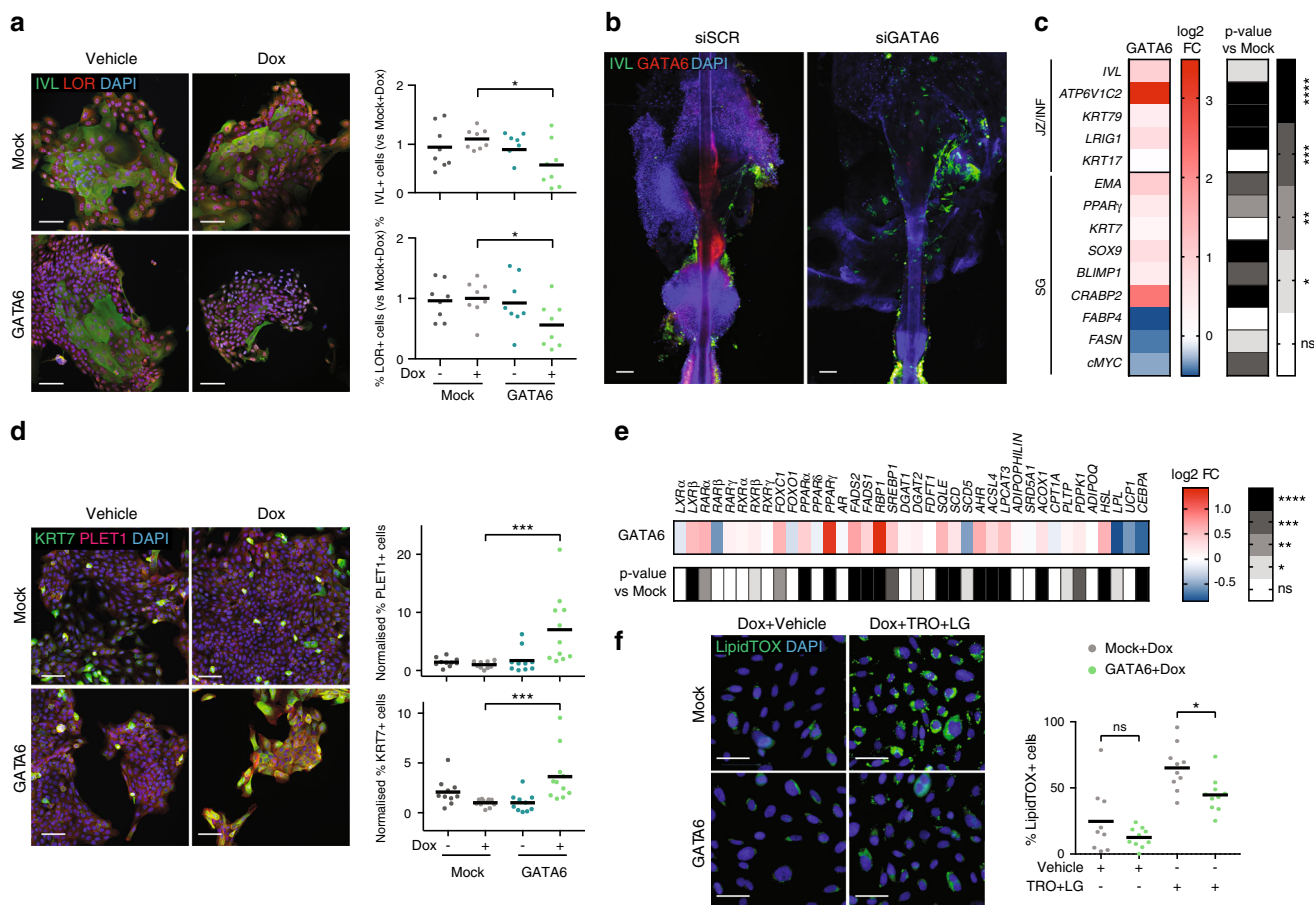 a
Vehicle
Dox
IVL LOR DAPI
Mock
GATA6
IVL+ cells (vs Mock+Dox)
2
1
0
*
% LOR+ cells (vs Mock+Dox) %
2
1
0
*
Dox - + - +
Mock GATA6
b
siSCR
siGATA6
IVL GATA6 DAPI
c
GATA6
log2 FC
p-value vs Mock
JZ/INF
IVL
ATP6V1C2
KRT79
LRIG1
KRT17
SG
EMA
PPARγ
KRT7
SOX9
BLIMP1
CRABP2
FABP4
FASN
cMYC
3
2
1
0
****
***
**
*
ns
d
Vehicle
Dox
KRT7 PLET1 DAPI
Mock
GATA6
Normalised % PLET1+ cells
20
10
0
***
Normalised % KRT7+ cells
10
5
0
***
Dox - + - +
Mock GATA6
e
LXRα
LXRβ
RARα
RARβ
RARγ
RXRα
RXRβ
RXRγ
FOXC1
FOXO1
PPARα
PPARδ
PPARγ
AR
FADS2
FADS1
RBP1
SREBP1
DGAT1
DGAT2
FDFT1
SQLE
SCD
SCD5
AHR
ACSL4
LPCAT3
ADIPOPHILIN
SRD5A1
ACOX1
CPT1A
PLTP
ADPK1
ADIPOQ
HSL
LPL
UCP1
CEBPA
GATA6
p-value vs Mock
log2 FC
1.0
0.5
0
-0.5
****
***
**
*
ns
f
Dox+Vehicle
Dox+TRO+LG
LipidTOX DAPI
Mock
GATA6
Mock+Dox
GATA6+Dox
% LipidTOX+ cells
100
50
0
ns
*
Vehicle + + - -
TRO+LG - - + +